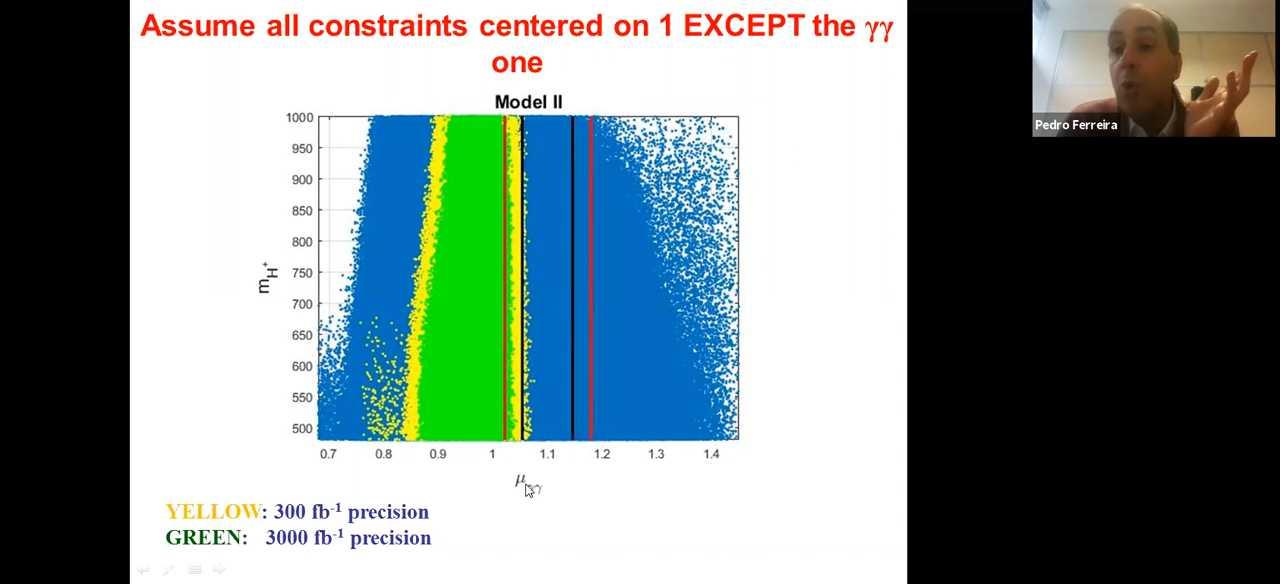 Assume all constraints centered on 1 EXCEPT the γγ
one
Pedro Ferreira
Model II
1000
950
900
850
800
750
700
650
600
550
500
m_H⁺
0.7 0.8 0.9 1 1.1 1.2 1.3 1.4
μγγ
YELLOW: 300 fb⁻¹ precision
GREEN: 3000 fb⁻¹ precision